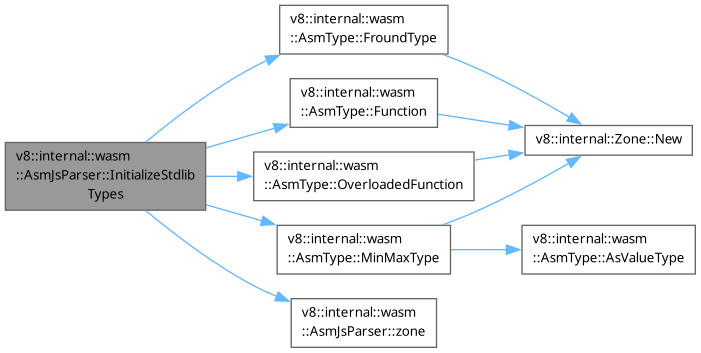 v8::internal::wasm
::AsmJsParser::InitializeStdlib
Types
v8::internal::wasm
::AsmType::FroundType
v8::internal::wasm
::AsmType::Function
v8::internal::wasm
::AsmType::OverloadedFunction
v8::internal::wasm
::AsmType::MinMaxType
v8::internal::wasm
::AsmJsParser::zone
v8::internal::Zone::New
v8::internal::wasm
::AsmType::AsValueType